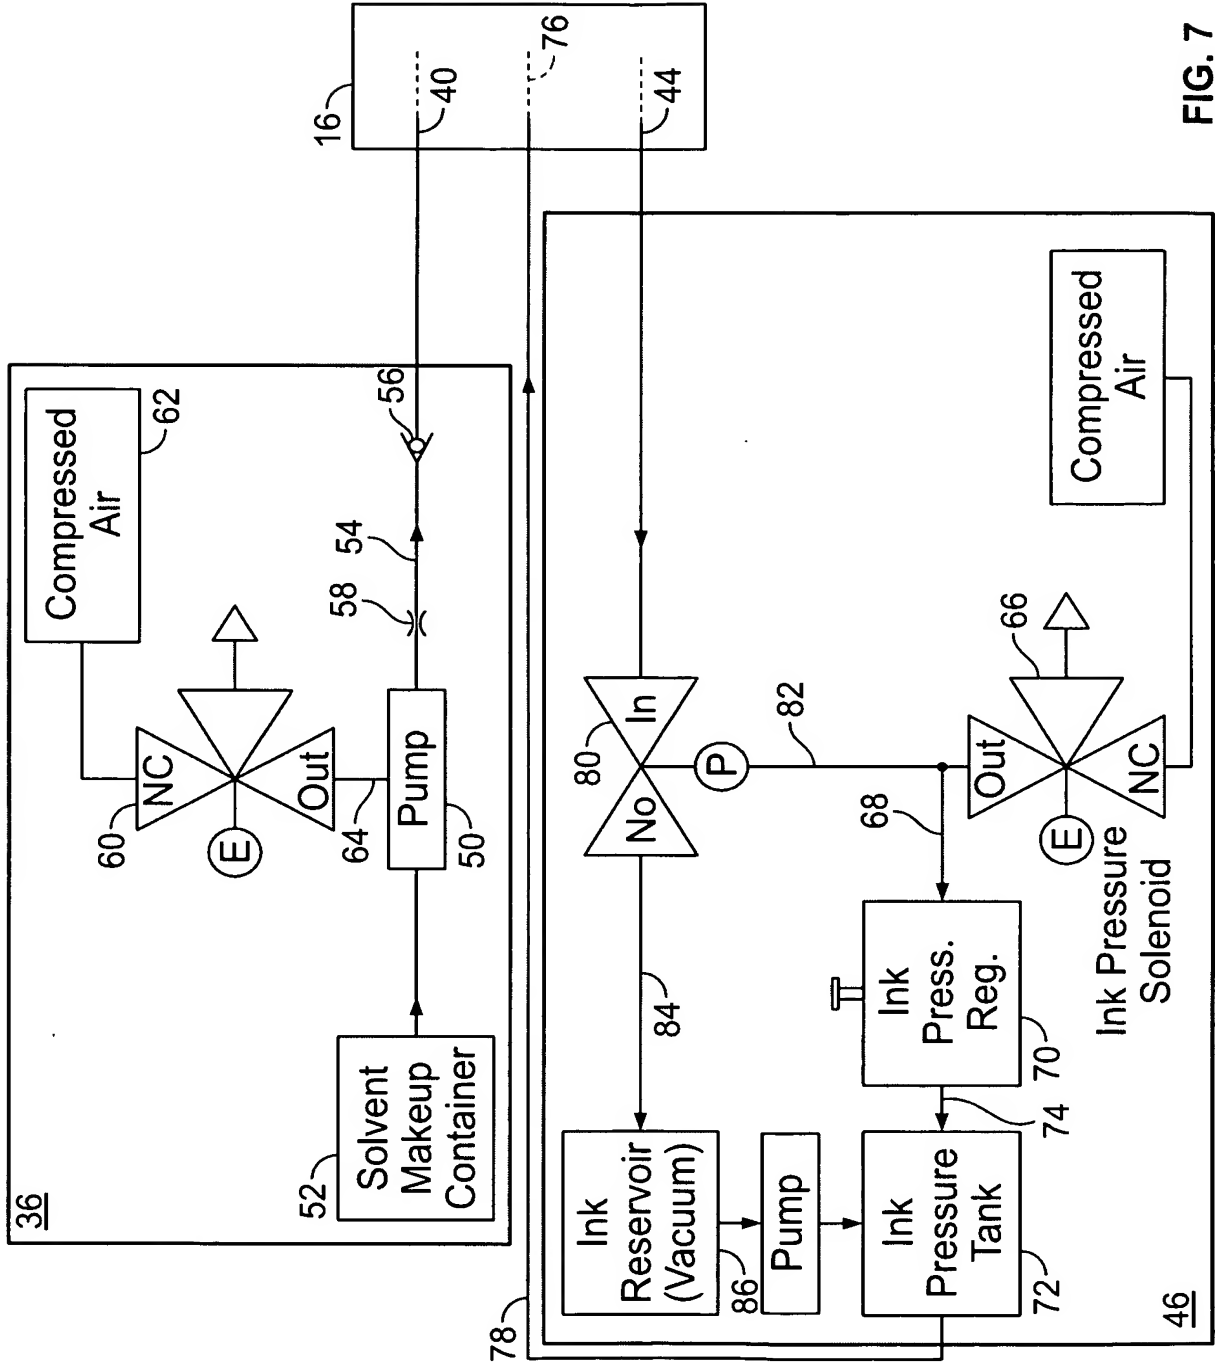 36
52
Solvent
Makeup
Container
60
NC
E
Out
64
Pump
50
Compressed
Air
62
58
54
56
16
40
76
44
78
Ink
Reservoir
(Vacuum)
86
Pump
Ink
Pressure
Tank
72
46
84
80
No
In
P
82
68
Ink
Press.
Reg.
70
74
Out
66
E
NC
Ink Pressure
Solenoid
Compressed
Air
FIG. 7